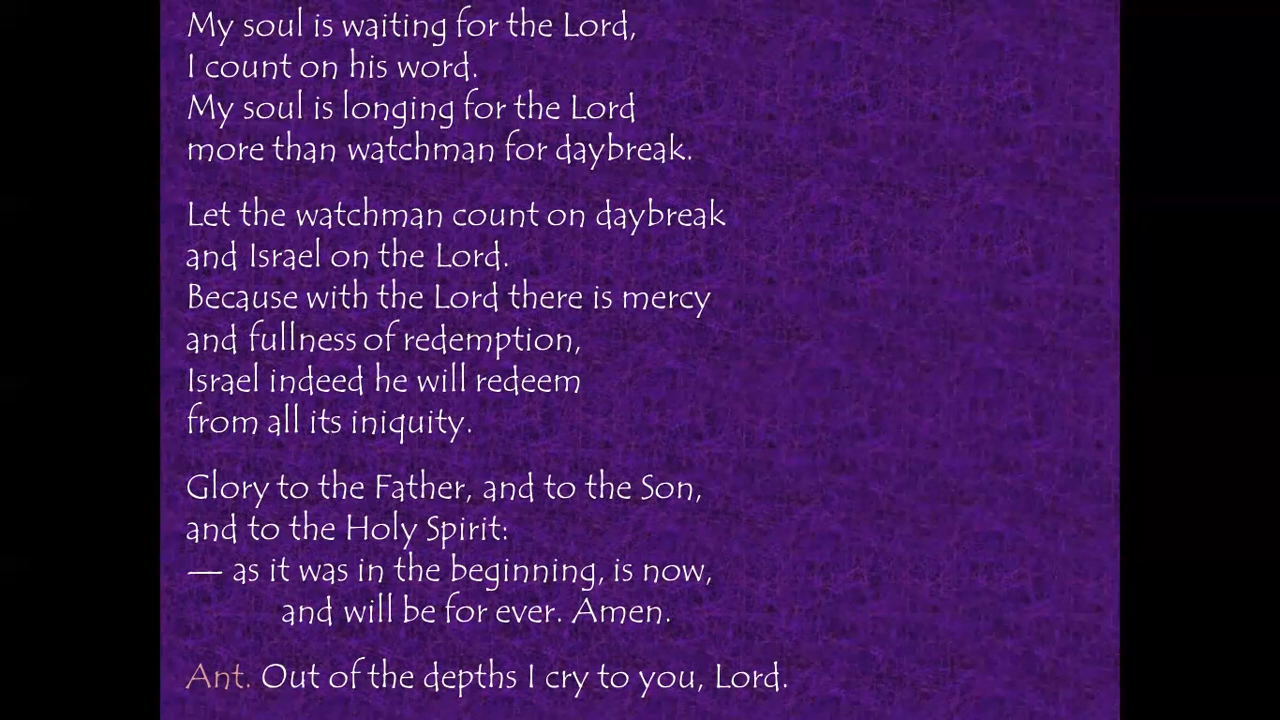 My soul is waiting for the Lord,
I count on his word.
My soul is longing for the Lord
more than watchman for daybreak.
Let the watchman count on daybreak
and Israel on the Lord.
Because with the Lord there is mercy
and fullness of redemption,
Israel indeed he will redeem
from all its iniquity.
Glory to the Father, and to the Son,
and to the Holy Spirit:
— as it was in the beginning, is now,
and will be for ever. Amen.
Ant. Out of the depths I cry to you, Lord.